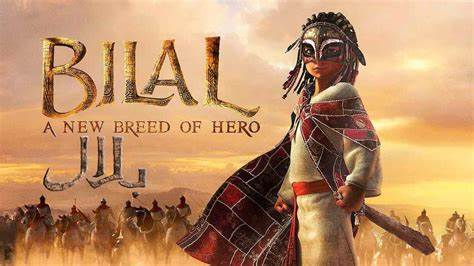 BILAL
A NEW BREED OF HERO
بلال